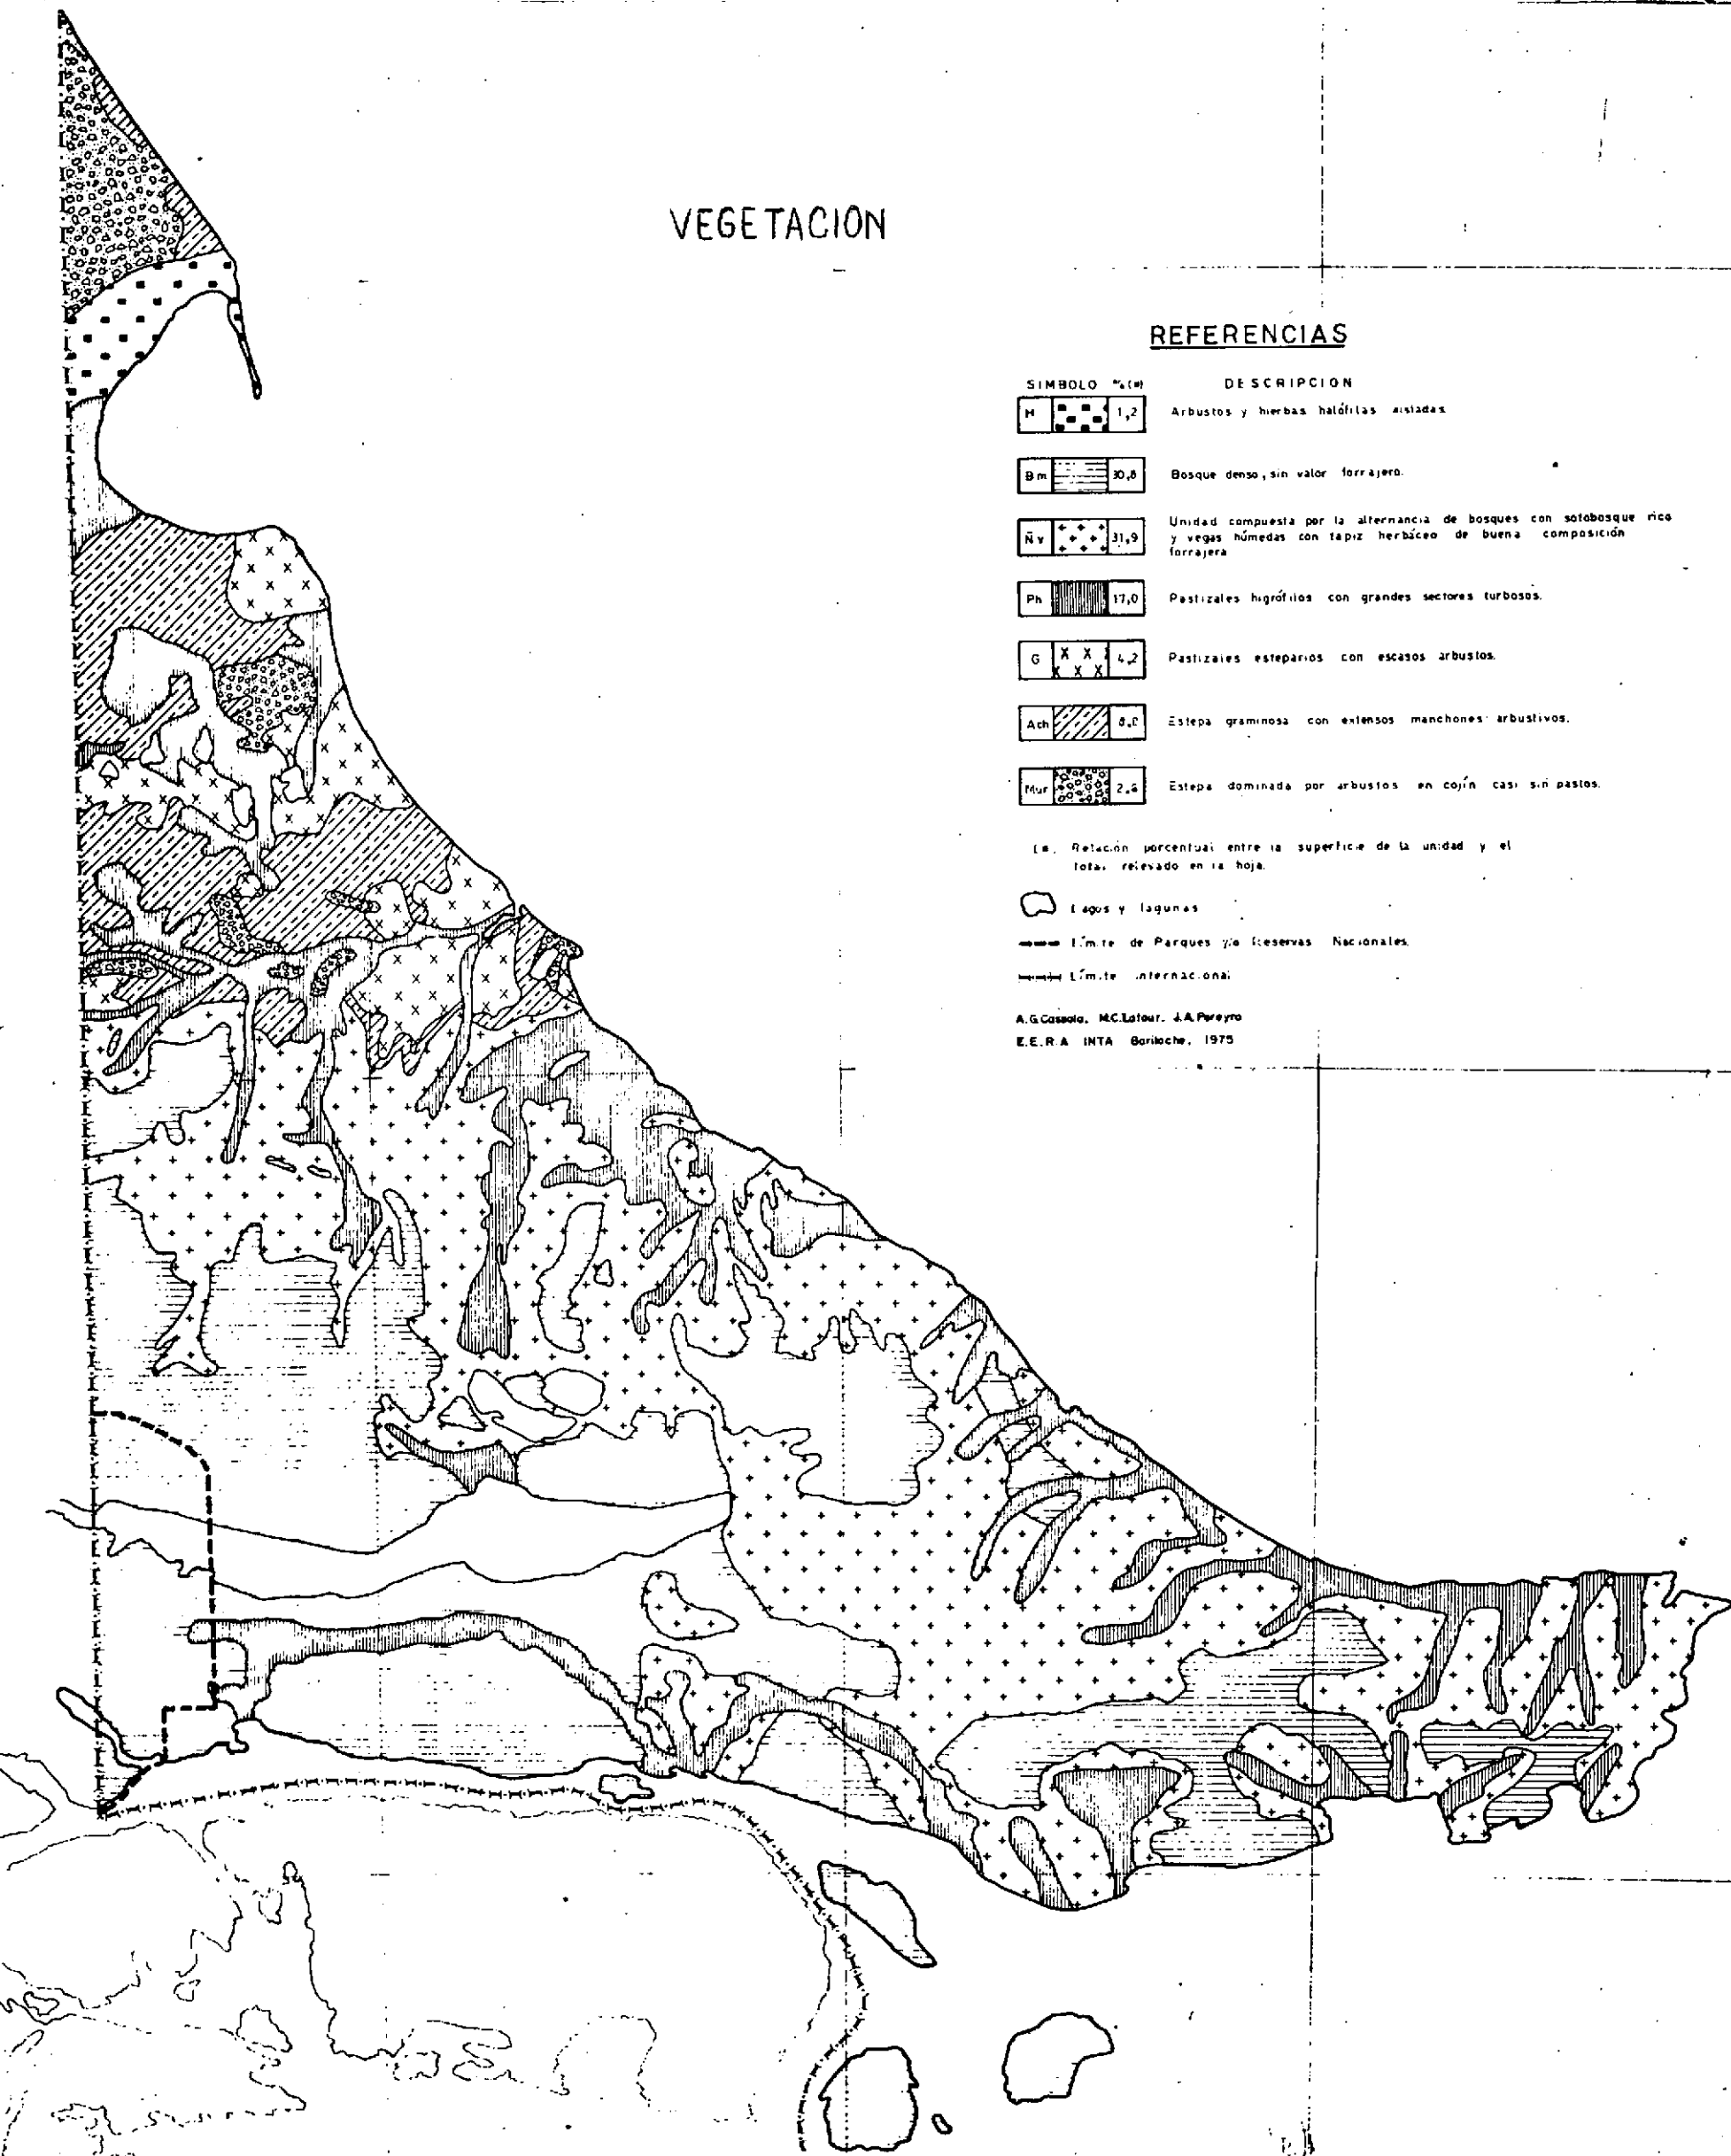 VEGETACION
REFERENCIAS
SIMBOLO %(*) DESCRIPCION
H 1,2 Arbustos y hierbas halófilas aisladas
Bm 30,8 Bosque denso, sin valor forrajero.
Ñv 31,9 Unidad compuesta por la alternancia de bosques con sotobosque rico
y vegas húmedas con tapiz herbáceo de buena composición
forrajera
Ph 17,0 Pastizales higrófilos con grandes sectores turbosos.
G 4,2 Pastizales esteparios con escasos arbustos.
Ach Estepa graminosa con extensos manchones arbustivos.
Mur Estepa dominada por arbustos en cojín casi sin pastos.
Relación porcentual entre la superficie de la unidad y el
total relevado en la hoja.
Lagos y lagunas
Límite de Parques y/o Reservas Nacionales.
Límite internacional
A.G.Cassola. M.C.Latour. J.A.Pereyra
E.E.R.A INTA Bariloche. 1975